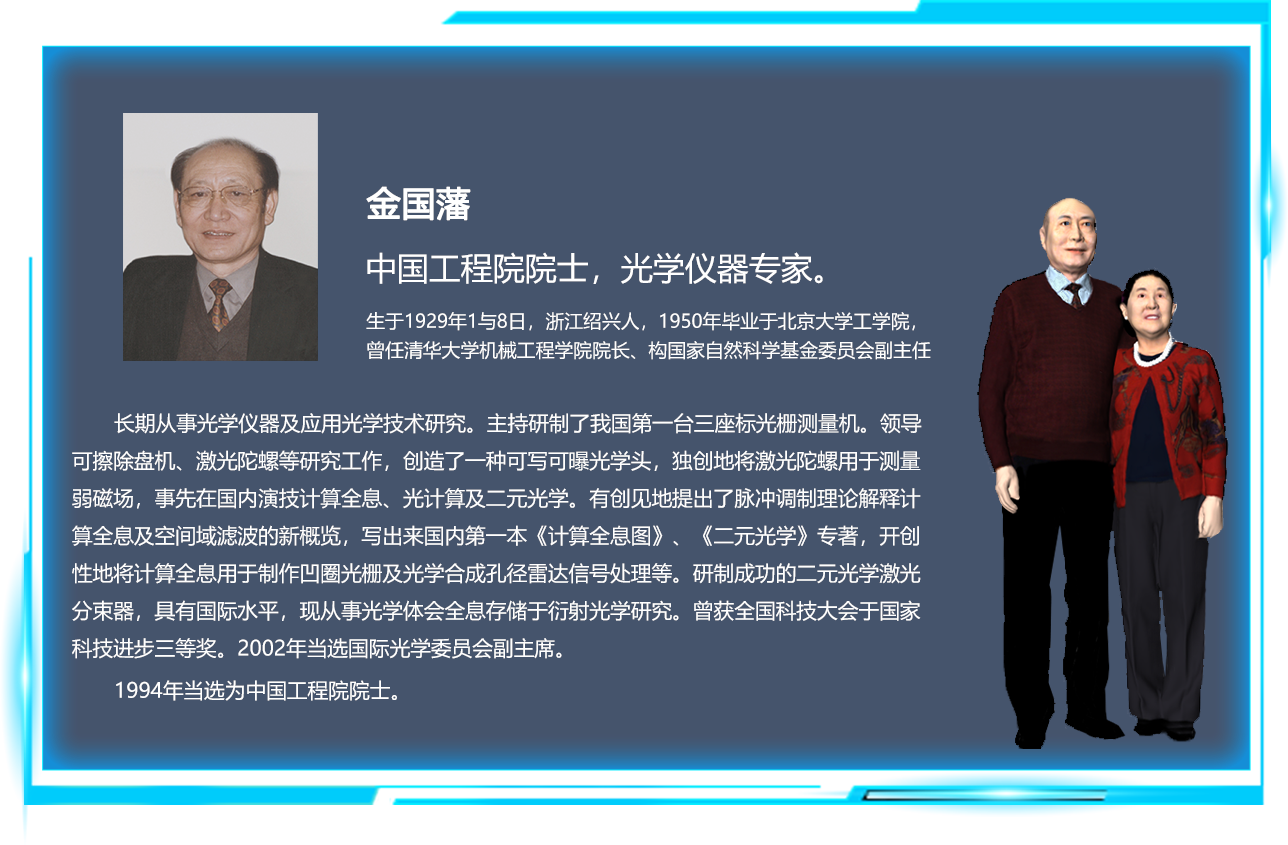 金国藩
中国工程院院士，光学仪器专家。
生于1929年1与8日，浙江绍兴人，1950年毕业于北京大学工学院，
曾任清华大学机械工程学院院长、构国家自然科学基金委员会副主任
长期从事光学仪器及应用光学技术研究。主持研制了我国第一台三座标光栅测量机。领导
可擦除盘机、激光陀螺等研究工作，创造了一种可写可曝光学头，独创地将激光陀螺用于测量
弱磁场，事先在国内演技计算全息、光计算及二元光学。有创见地提出了脉冲调制理论解释计
算全息及空间域滤波的新概览，写出来国内第一本《计算全息图》、《二元光学》专著，开创
性地将计算全息用于制作凹圈光栅及光学合成孔径雷达信号处理等。研制成功的二元光学激光
分束器，具有国际水平，现从事光学体会全息存储于衍射光学研究。曾获全国科技大会于国家
科技进步三等奖。2002年当选国际光学委员会副主席。
1994年当选为中国工程院院士。